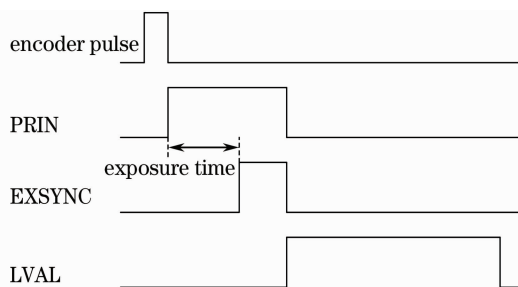 encoder pulse
PRIN
exposure time
EXSYNC
LVAL